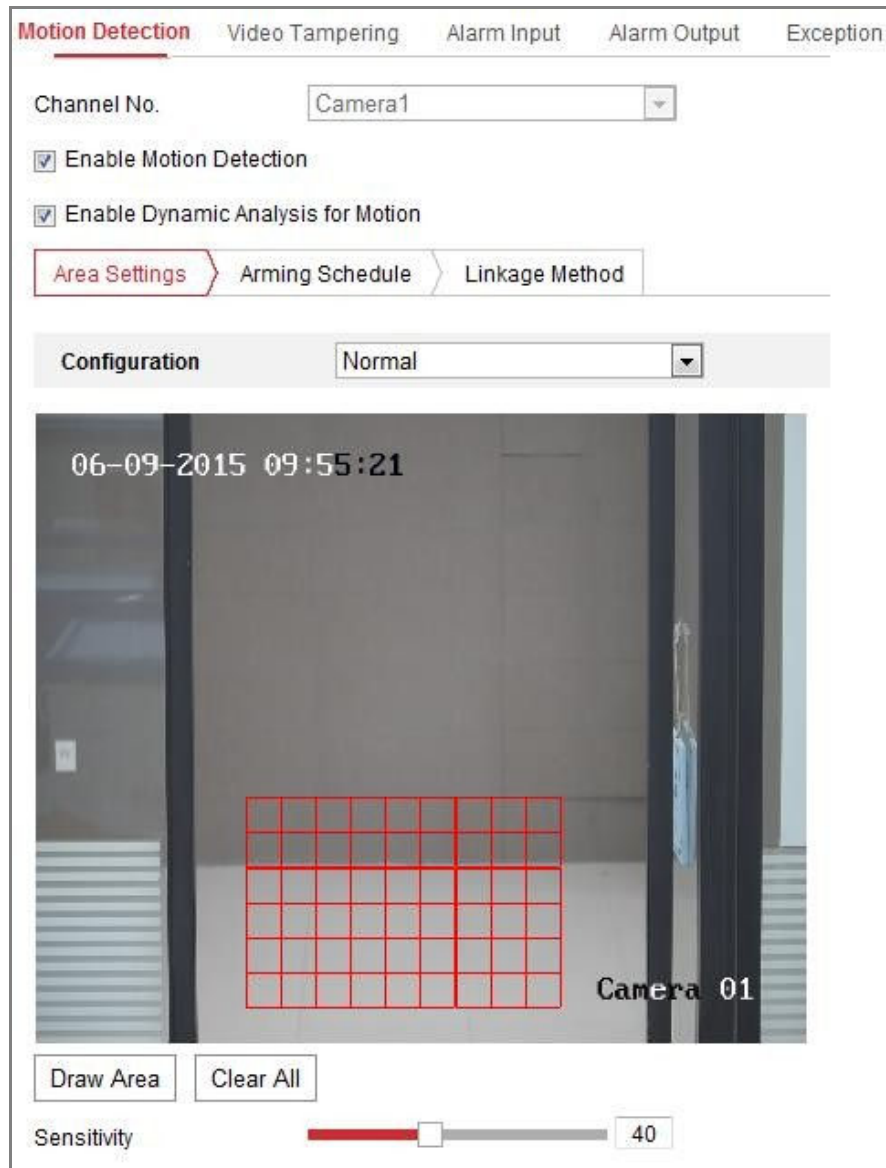 Motion Detection Video Tampering Alarm Input Alarm Output Exception
Channel No. Camera1
Enable Motion Detection
Enable Dynamic Analysis for Motion
Area Settings Arming Schedule Linkage Method
Configuration Normal
06-09-2015 09:55:21
Camera 01
Draw Area Clear All
Sensitivity 40